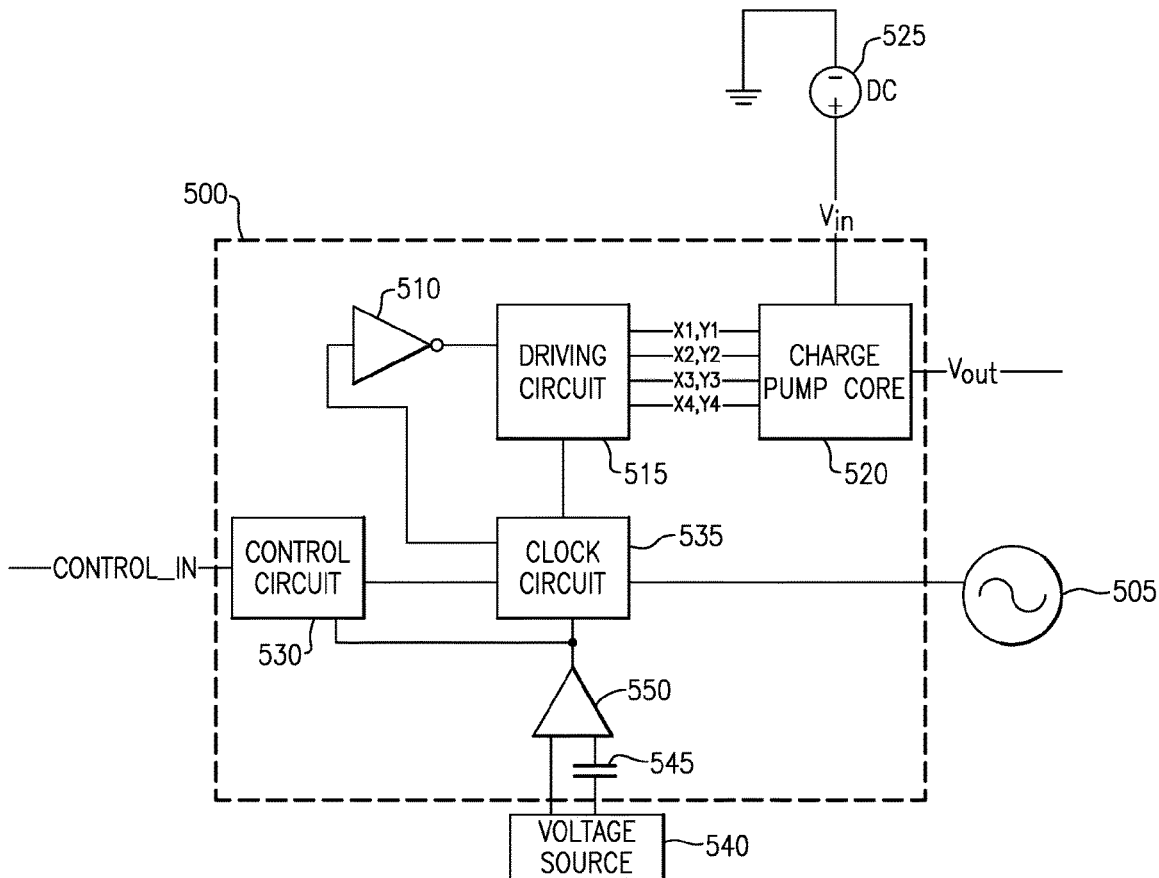 525
−
+
DC
500
Vin
510
DRIVING
CIRCUIT
X1,Y1
X2,Y2
X3,Y3
X4,Y4
CHARGE
PUMP CORE
Vout
515
520
535
CONTROL_IN
CONTROL
CIRCUIT
CLOCK
CIRCUIT
505
530
550
545
VOLTAGE
SOURCE
540